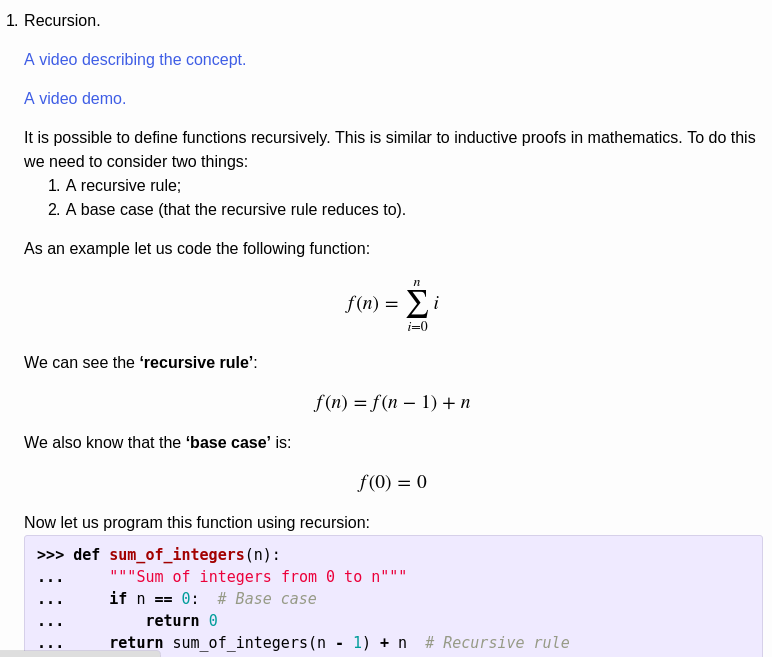 1. Recursion.
A video describing the concept.
A video demo.
It is possible to define functions recursively. This is similar to inductive proofs in mathematics. To do this
we need to consider two things:
1. A recursive rule;
2. A base case (that the recursive rule reduces to).
As an example let us code the following function:
n
f(n) = ∑ i
i=0
We can see the ‘recursive rule’:
f(n) = f(n − 1) + n
We also know that the ‘base case’ is:
f(0) = 0
Now let us program this function using recursion:
>>> def sum_of_integers(n):
...     """Sum of integers from 0 to n"""
...     if n == 0:  # Base case
...         return 0
...     return sum_of_integers(n - 1) + n  # Recursive rule